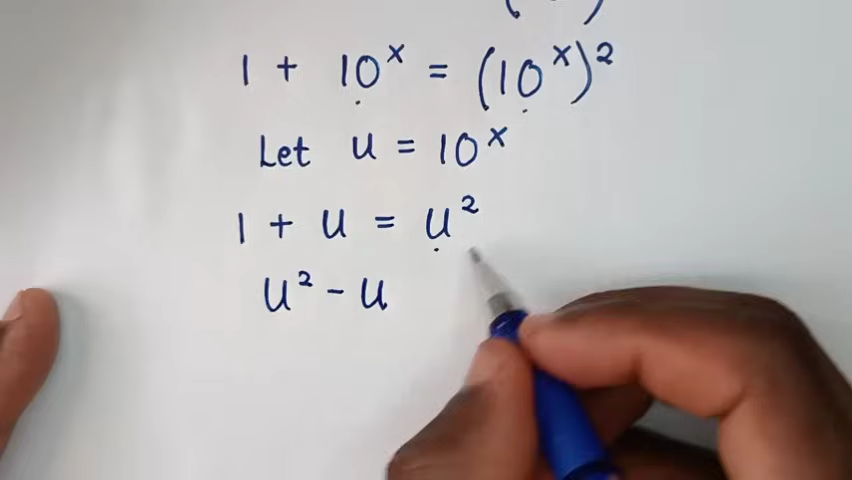 1 + 10^x = (10^x)^2
Let u = 10^x
1 + u = u^2
u^2 - u